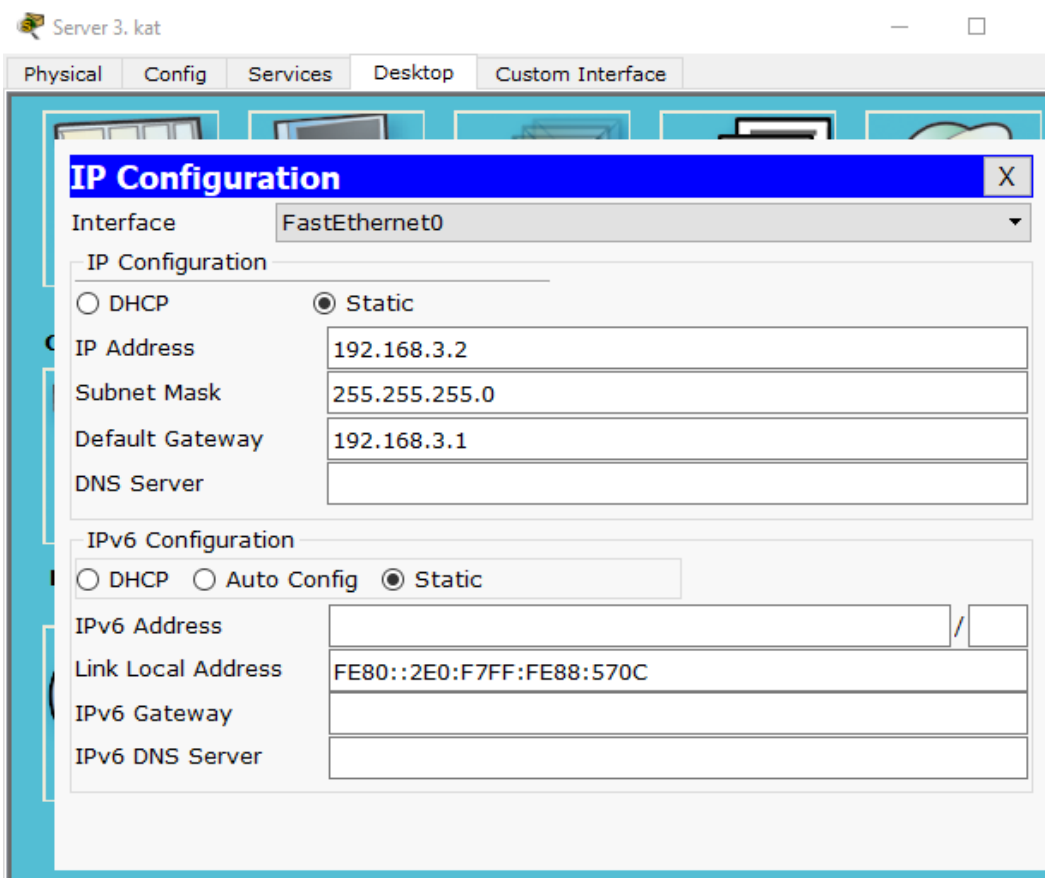 Server 3. kat
Physical Config Services Desktop Custom Interface
IP Configuration X
Interface FastEthernet0
IP Configuration
DHCP Static
IP Address 192.168.3.2
Subnet Mask 255.255.255.0
Default Gateway 192.168.3.1
DNS Server
IPv6 Configuration
DHCP Auto Config Static
IPv6 Address /
Link Local Address FE80::2E0:F7FF:FE88:570C
IPv6 Gateway
IPv6 DNS Server